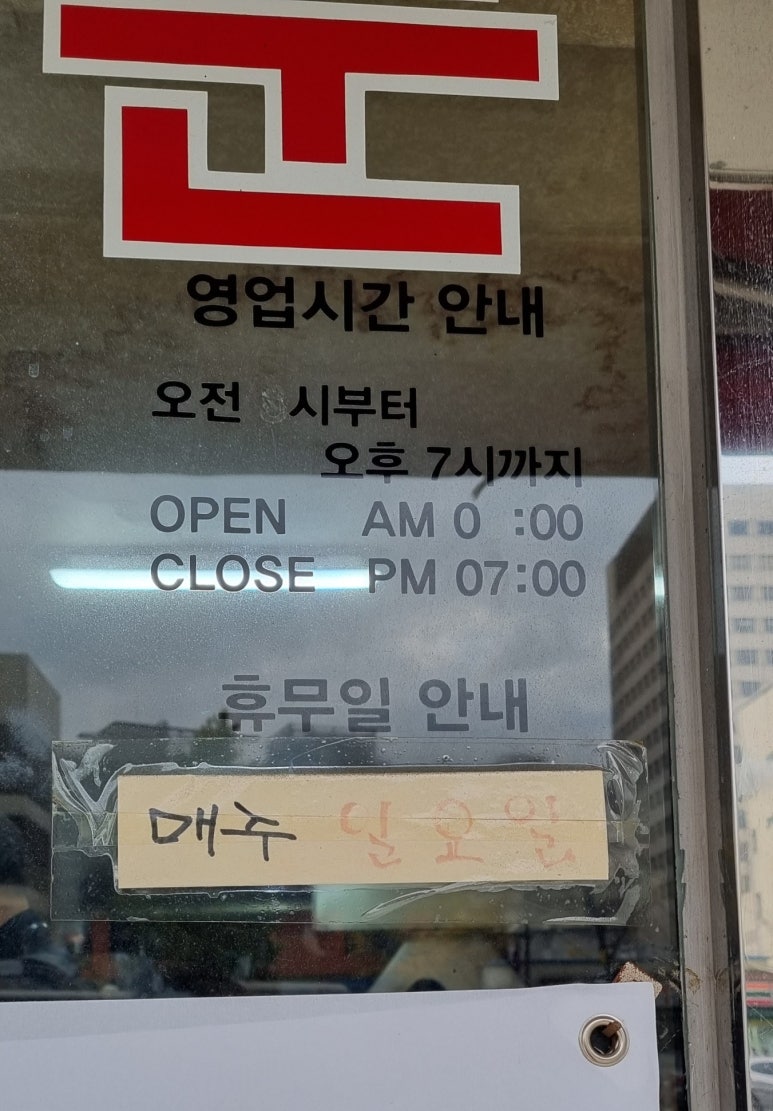 영업시간 안내
오전 시부터
오후 7시까지
OPEN AM 0 :00
CLOSE PM 07:00
휴무일 안내
매주 일요일